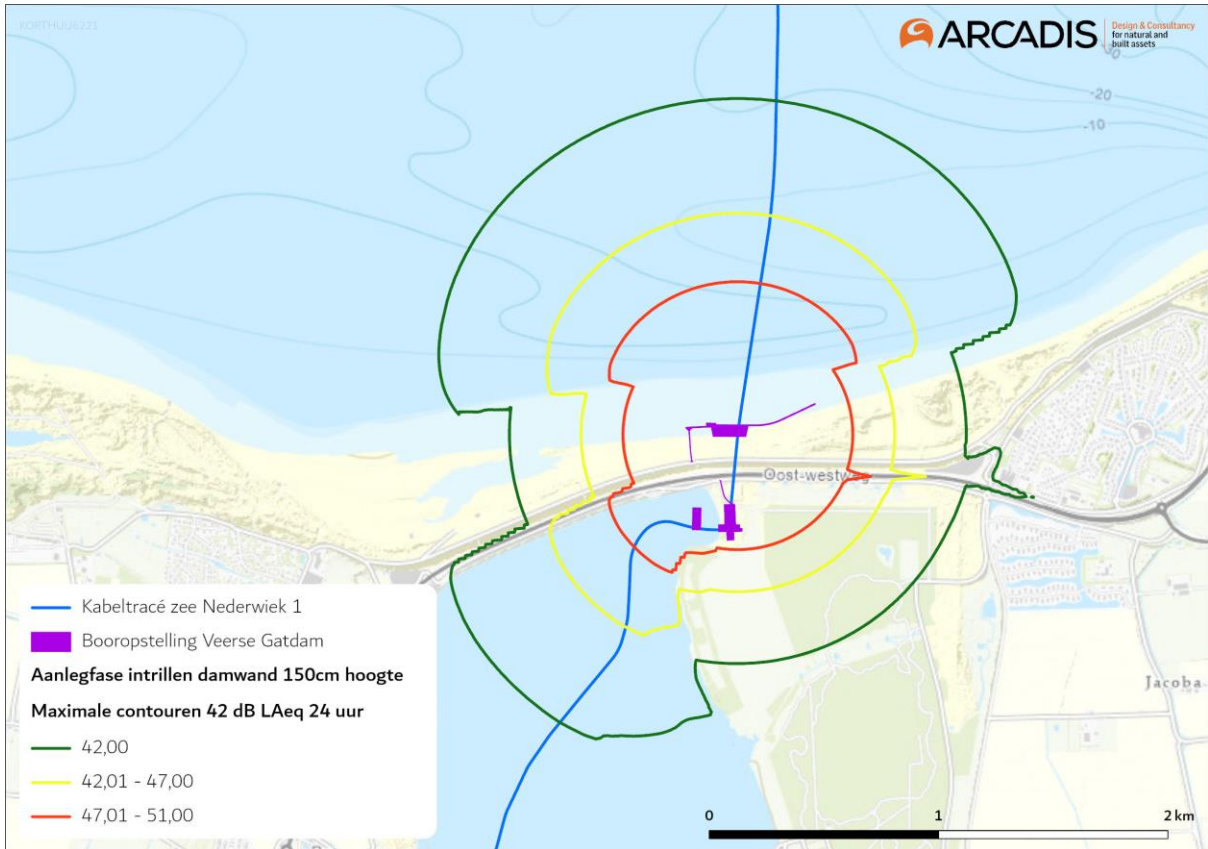 KORTHUU6221
ARCADIS
Design & Consultancy
for natural and
built assets
-20
-10
Oost-westweg
Kabeltracé zee Nederwiek 1
Booropstelling Veerse Gatdam
Aanlegfase intrillen damwand 150cm hoogte
Maximale contouren 42 dB LAeq 24 uur
42,00
42,01 - 47,00
47,01 - 51,00
Jacoba
0 1 2 km